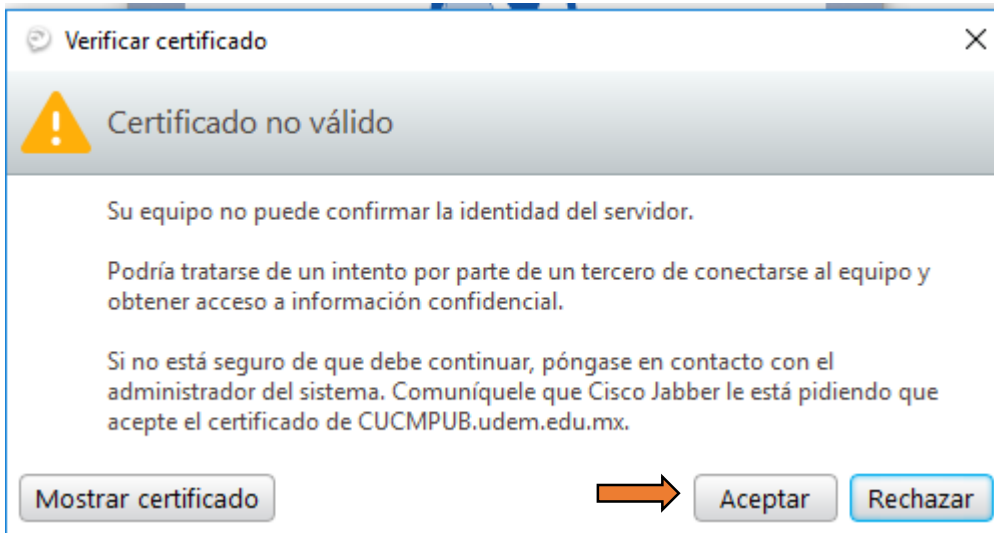 Verificar certificado
Certificado no válido
Su equipo no puede confirmar la identidad del servidor.
Podría tratarse de un intento por parte de un tercero de conectarse al equipo y
obtener acceso a información confidencial.
Si no está seguro de que debe continuar, póngase en contacto con el
administrador del sistema. Comuníquele que Cisco Jabber le está pidiendo que
acepte el certificado de CUCMPUB.udem.edu.mx.
Mostrar certificado
Aceptar
Rechazar